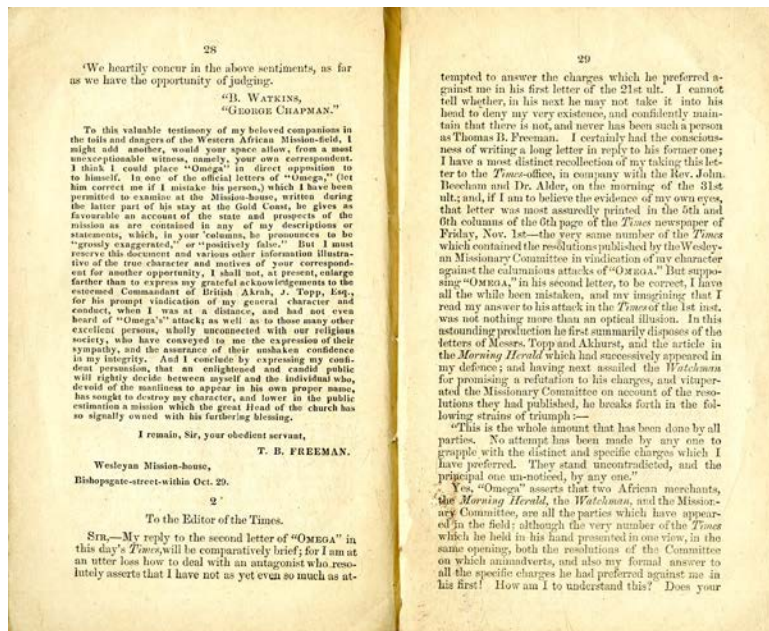 28
'We heartily concur in the above sentiments, as far
as we have the opportunity of judging.
"B. WATKINS,
"GEORGE CHAPMAN."
To this valuable testimony of my beloved companions in
the toils and dangers of the Western African Mission-field, I
might add another, would your space allow, from a most
unexceptionable witness, namely, your own correspondent.
I think I could place "Omega" in direct opposition to
to himself. In one of the official letters of "Omega," (let
him correct me if I mistake his person,) which I have been
permitted to examine at the Mission-house, written during
the latter part of his stay at the Gold Coast, he gives as
favourable an account of the state and prospects of the
mission as are contained in any of my descriptions or
statements, which, in your columns, he pronounces to be
"grossly exaggerated," or "positively false." But I must
reserve this document and various other information illustra-
tive of the true character and motives of your correspond-
ent for another opportunity, I shall not, at present, enlarge
farther than to express my grateful acknowledgements to the
esteemed Commandant of British Akrah, J. Topp, Esq.,
for his prompt vindication of my general character and
conduct, when I was at a distance, and had not even
heard of "Omega's" attack; as well as to those many other
excellent persons, wholly unconnected with our religious
society, who have conveyed to me the expression of their
sympathy, and the assurance of their unshaken confidence
in my integrity. And I conclude by expressing my confi-
dent persuasion, that an enlightened and candid public
will rightly decide between myself and the individual who,
devoid of the manliness to appear in his own proper name,
has sought to destroy my character, and lower in the public
estimation a mission which the great Head of the church has
so signally owned with his furthering blessing.
I remain, Sir, your obedient servant,
T. B. FREEMAN.
Wesleyan Mission-house,
Bishopsgate-street-within Oct. 29.
2
To the Editor of the Times.
SIR,—My reply to the second letter of "OMEGA" in
this day's Times, will be comparatively brief; for I am at
an utter loss how to deal with an antagonist who reso-
lutely asserts that I have not as yet even so much as at-
29
tempted to answer the charges which he preferred a-
gainst me in his first letter of the 21st ult. I cannot
tell whether, in his next he may not take it into his
head to deny my very existence, and confidently main-
tain that there is not, and never has been such a person
as Thomas B. Freeman. I certainly had the conscious-
ness of writing a long letter in reply to his former one;
I have a most distinct recollection of my taking this let-
ter to the Times-office, in company with the Rev. John.
Beecham and Dr. Alder, on the morning of the 31st
ult.; and, if I am to believe the evidence of my own eyes,
that letter was most assuredly printed in the 5th and
6th columns of the 6th page of the Times newspaper of
Friday, Nov. 1st—the very same number of the Times
which contained the resolutions published by the Wesley-
an Missionary Committee in vindication of my character
against the calumnious attacks of "OMEGA." But suppo-
sing "OMEGA," in his second letter, to be correct, I have
all the while been mistaken, and my imagining that I
read my answer to his attack in the Times of the 1st inst.
was not nothing more than an optical illusion. In this
astounding production he first summarily disposes of the
letters of Messrs. Topp and Akhurst, and the article in
the Morning Herald which had successively appeared in
my defence; and having next assailed the Watchman
for promising a refutation to his charges, and vituper-
ated the Missionary Committee on account of the reso-
lutions they had published, he breaks forth in the fol-
lowing strains of triumph:—
"This is the whole amount that has been done by all
parties. No attempt has been made by any one to
grapple with the distinct and specific charges which I
have preferred. They stand uncontradicted, and the
principal one un-noticed, by any one."
Yes, "Omega" asserts that two African merchants,
the Morning Herald, the Watchman, and the Mission-
ary Committee, are all the parties which have appear-
ed in the field: although the very number of the Times
which he held in his hand presented in one view, in the
same opening, both the resolutions of the Committee
on which animadverts, and also my formal answer to
all the specific charges he had preferred against me in
his first! How am I to understand this? Does your